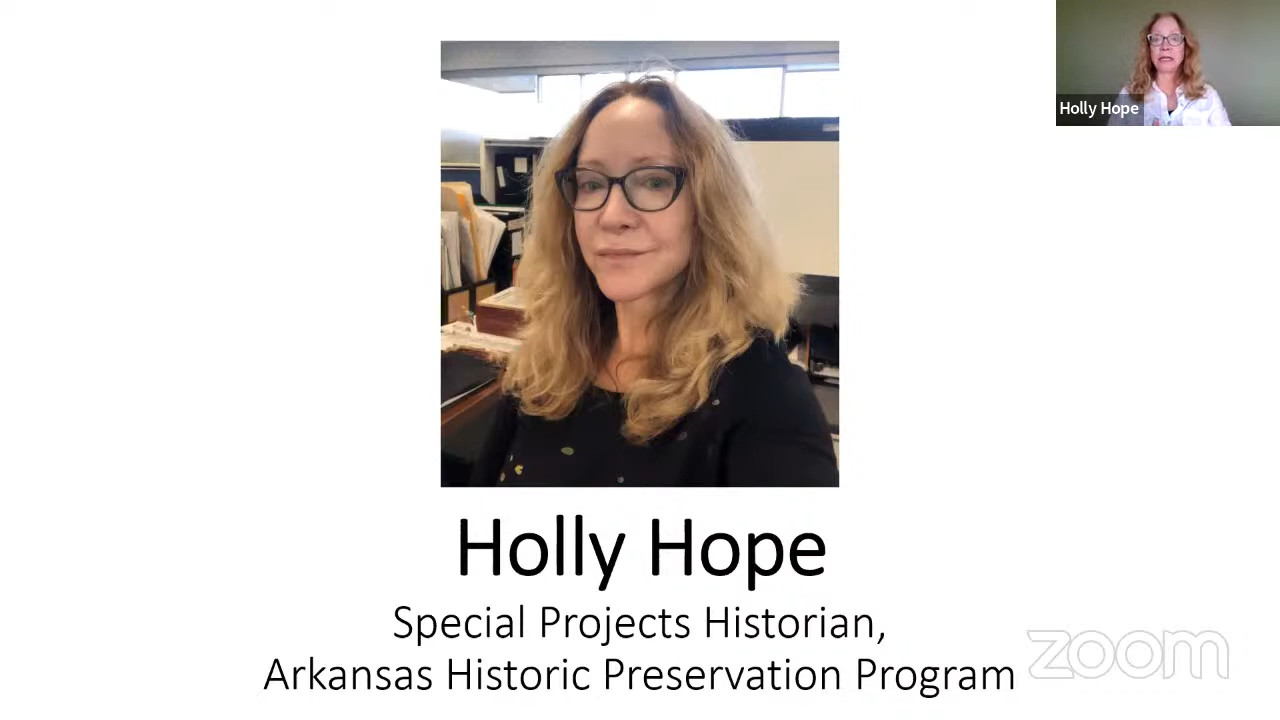 Holly Hope
Holly Hope
Special Projects Historian,
Arkansas Historic Preservation Program
zoom